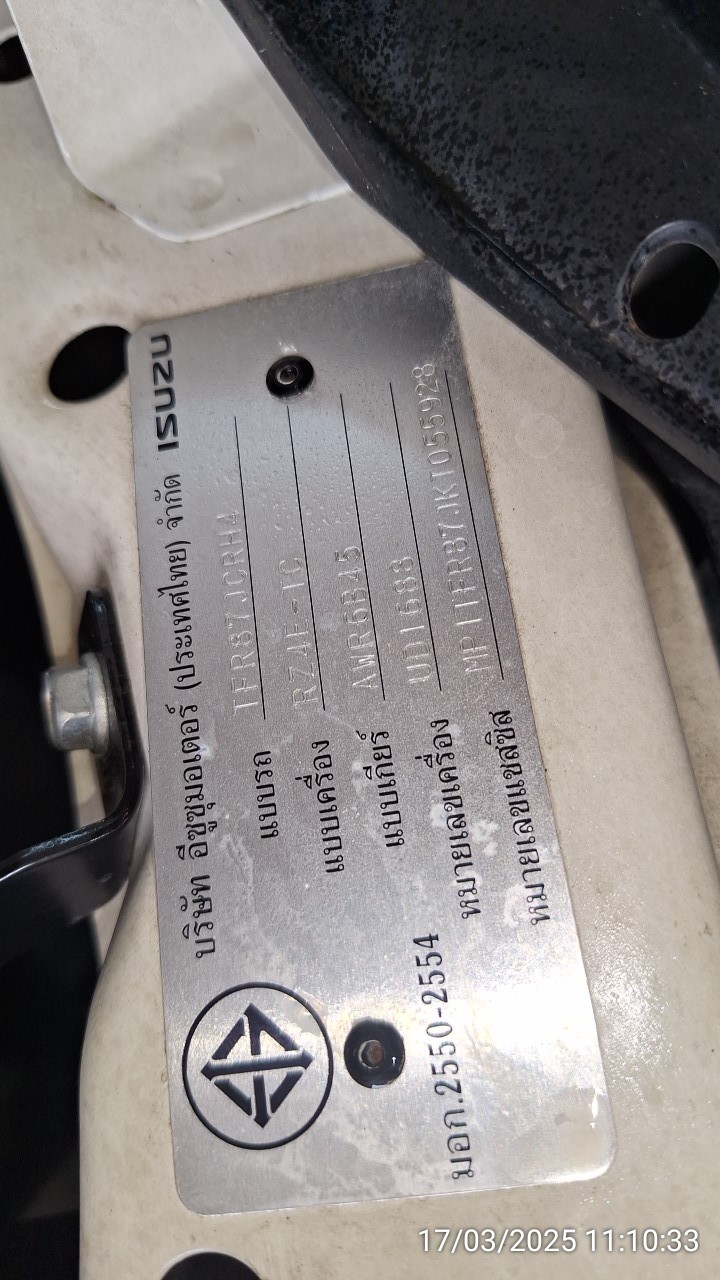 บริษัท อีซูซุมอเตอร์ (ประเทศไทย) จำกัด ISUZU
แบบรถ TFR87JCRH4
แบบเครื่อง RZ4E-TC
แบบเกียร์ AWR6B45
หมายเลขเครื่อง UD1688
หมายเลขแชสซิส MP1TFR87JKT055928
มอก.2550-2554
17/03/2025 11:10:33